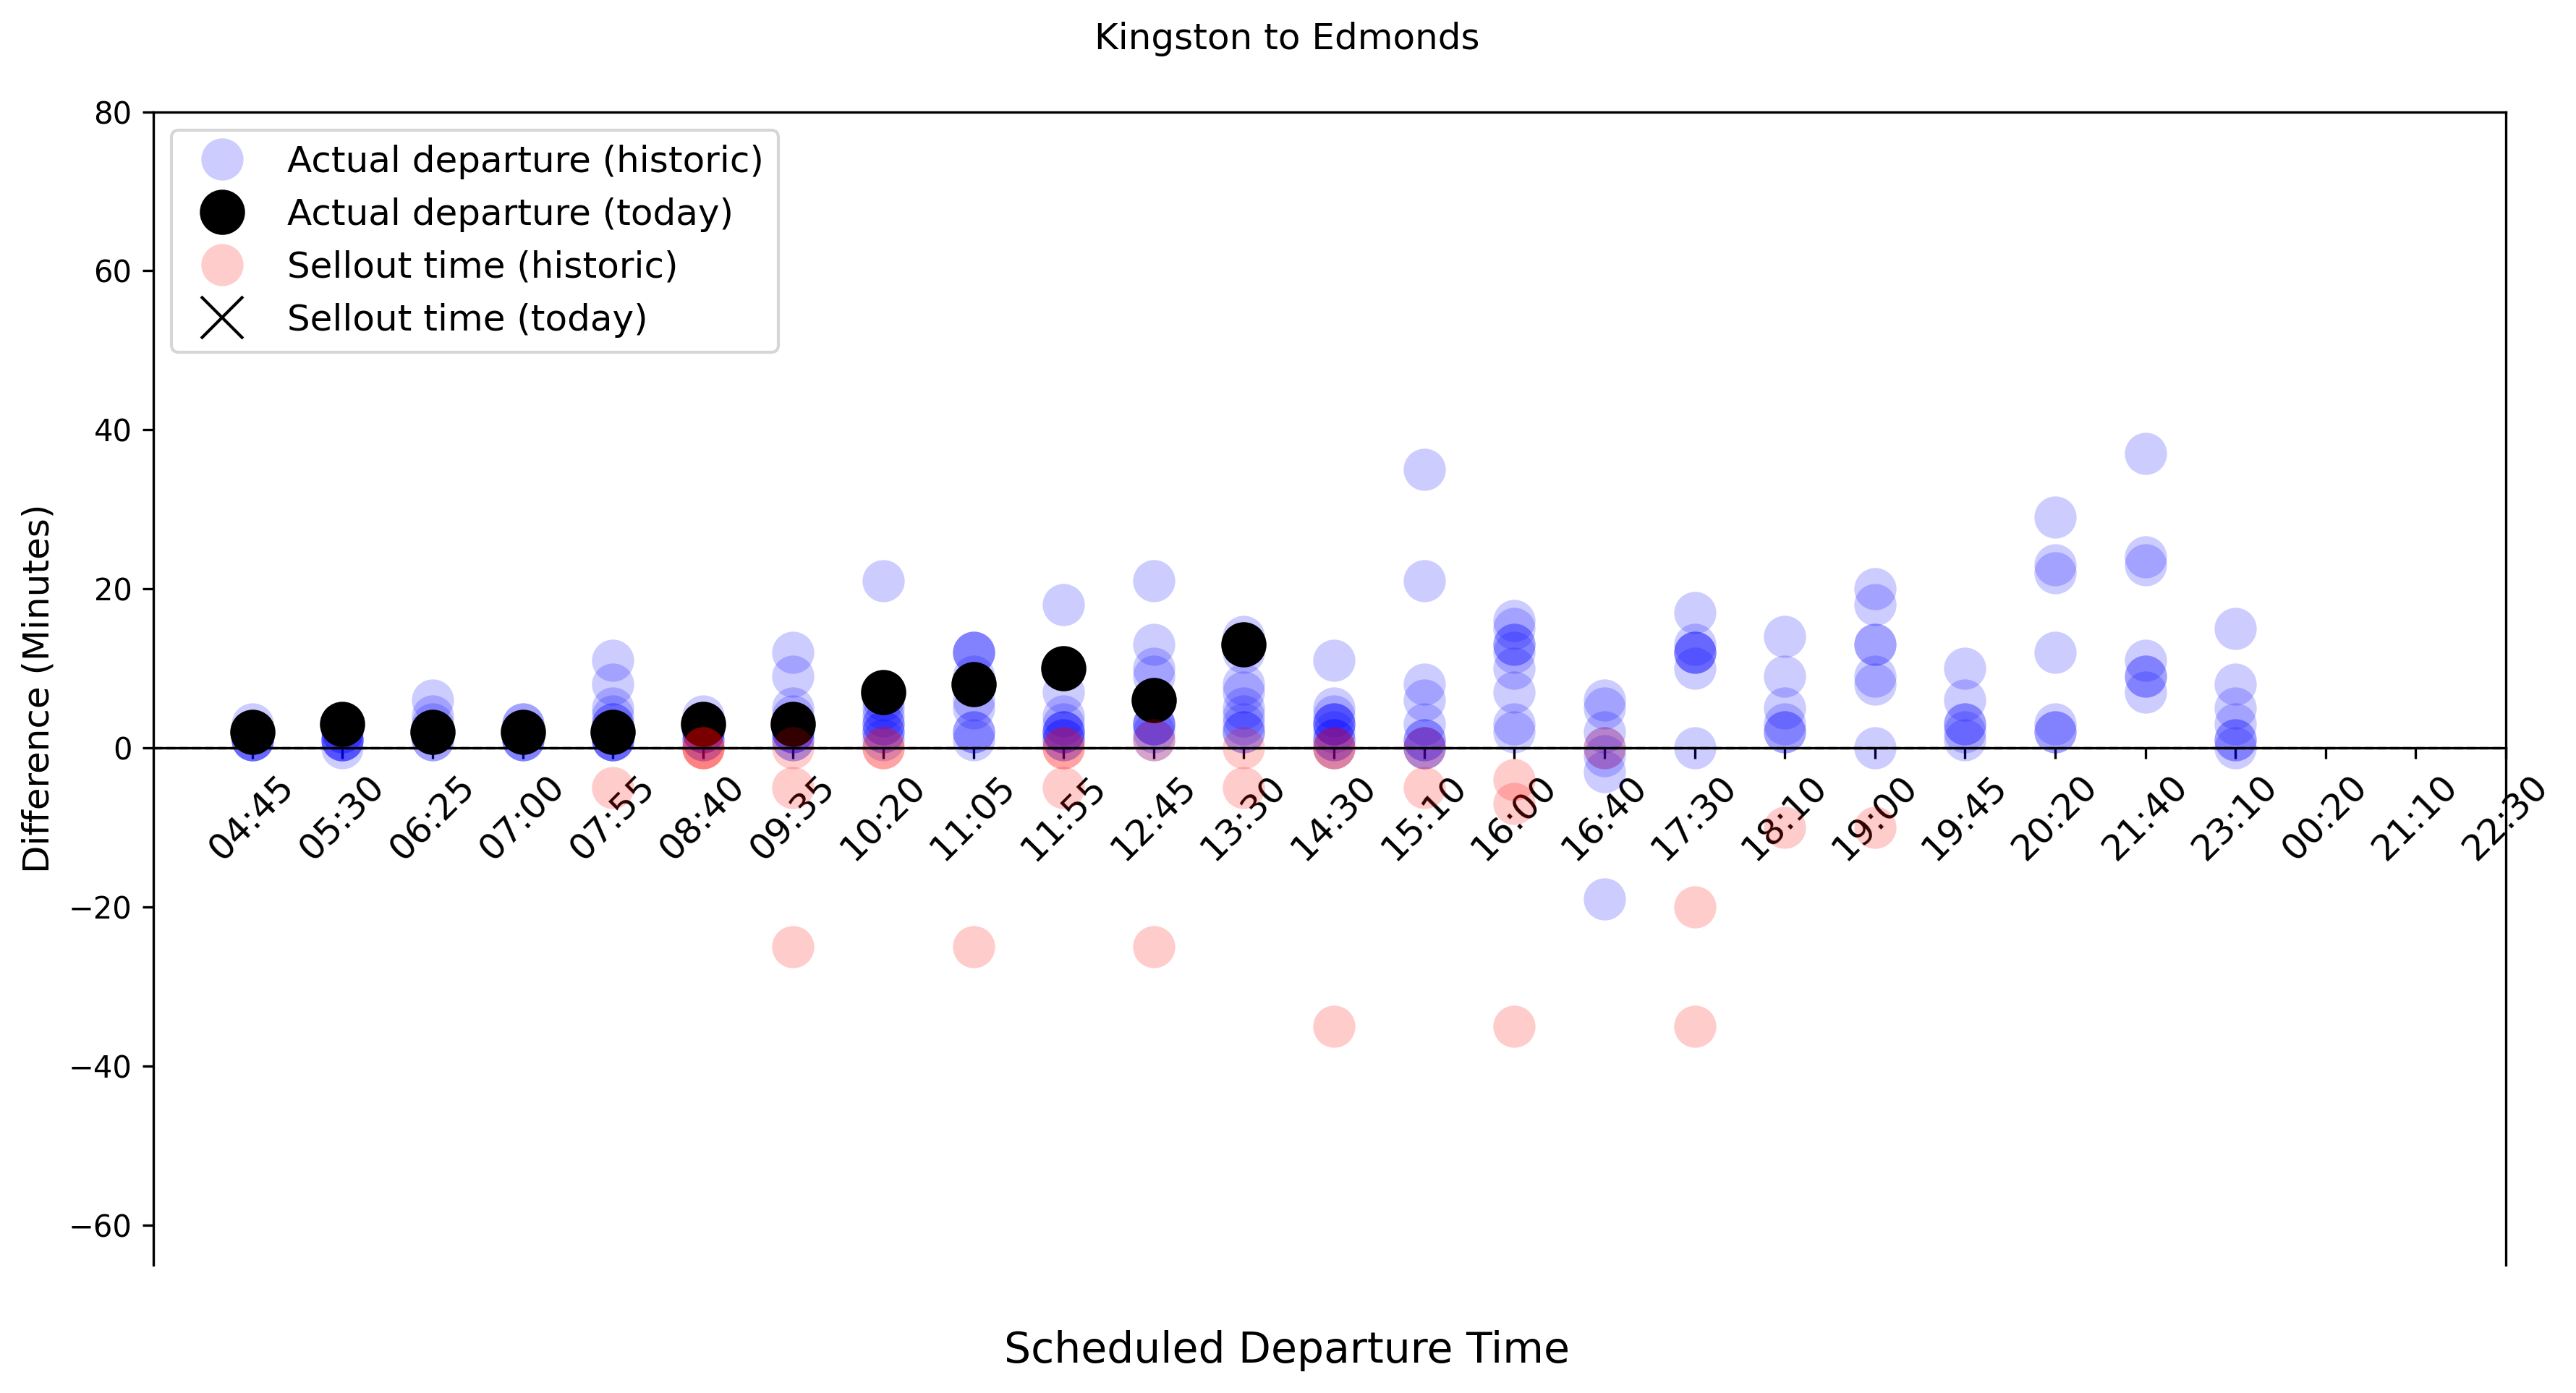 Kingston to Edmonds
80
60
40
20
0
−20
−40
−60
Difference (Minutes)
Actual departure (historic)
Actual departure (today)
Sellout time (historic)
Sellout time (today)
04:45 05:30 06:25 07:00 07:55 08:40 09:35 10:20 11:05 11:55 12:45 13:30 14:30 15:10 16:00 16:40 17:30 18:10 19:00 19:45 20:20 21:40 23:10 00:20 21:10 22:30
Scheduled Departure Time